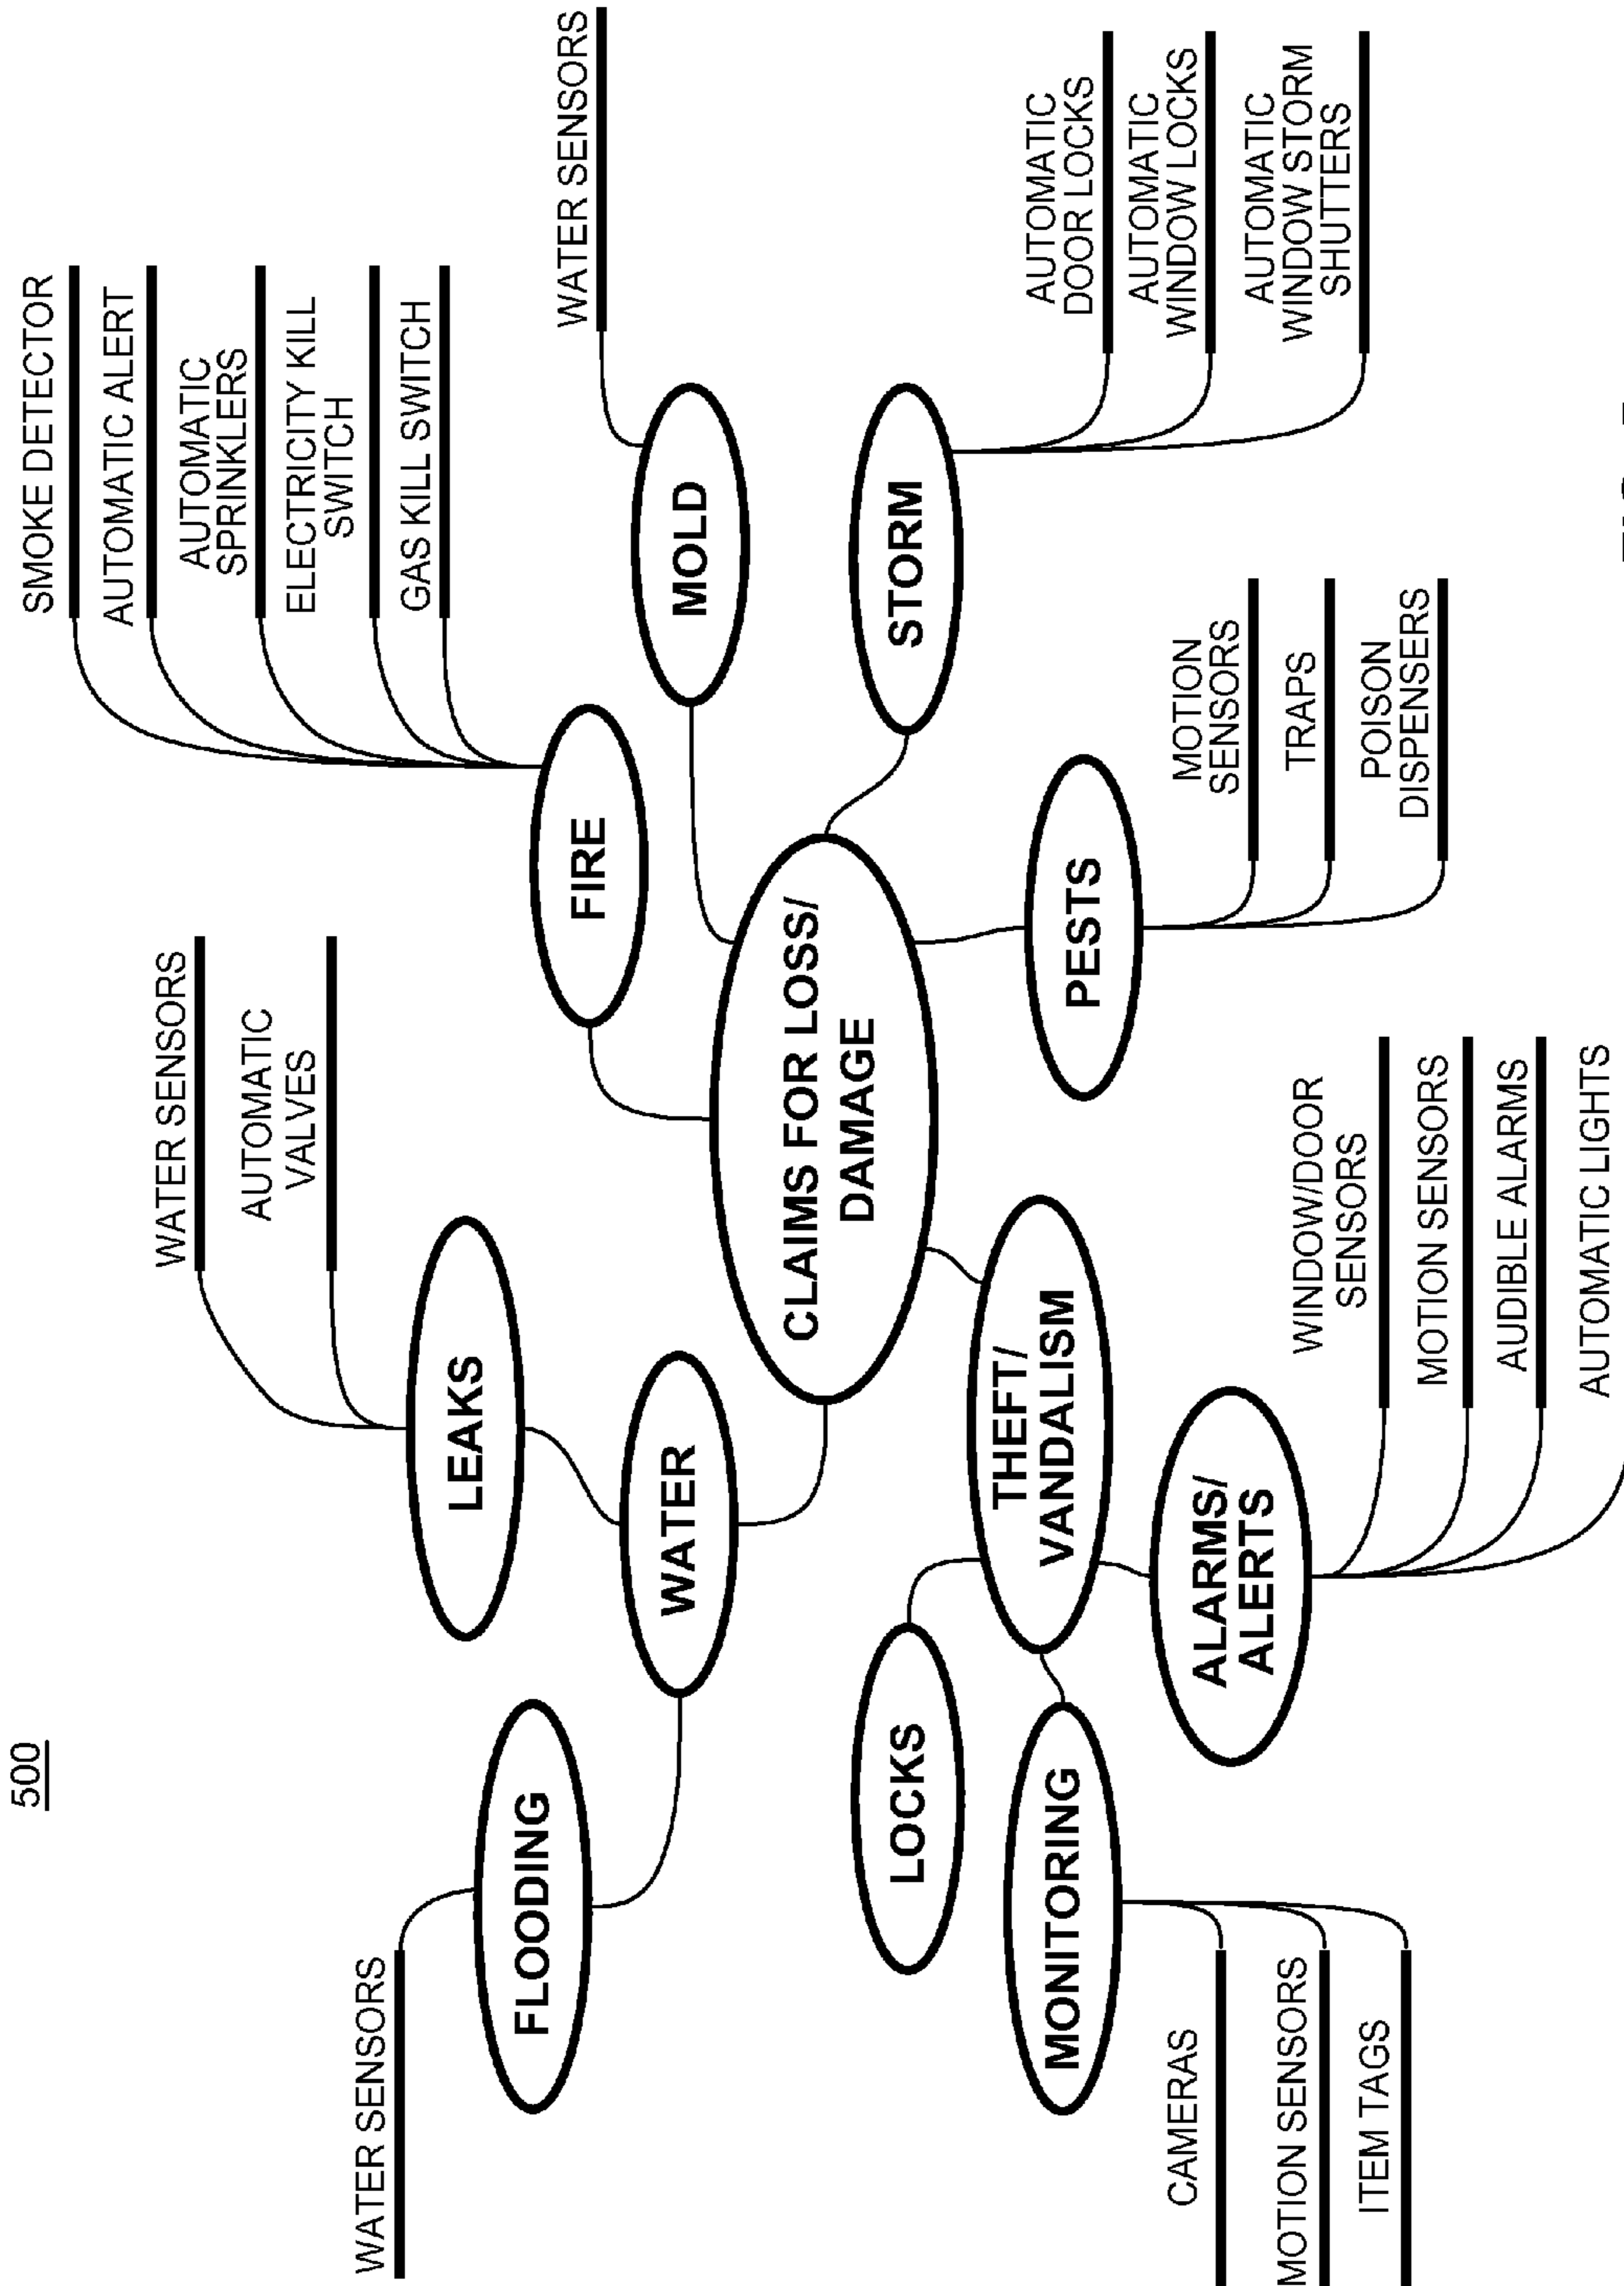 500
WATER SENSORS
FLOODING
WATER SENSORS
AUTOMATIC
VALVES
LEAKS
WATER
SMOKE DETECTOR
AUTOMATIC ALERT
AUTOMATIC
SPRINKLERS
ELECTRICITY KILL
SWITCH
GAS KILL SWITCH
FIRE
WATER SENSORS
MOLD
CLAIMS FOR LOSS/
DAMAGE
STORM
AUTOMATIC
DOOR LOCKS
AUTOMATIC
WINDOW LOCKS
AUTOMATIC
WINDOW STORM
SHUTTERS
PESTS
MOTION
SENSORS
TRAPS
POISON
DISPENSERS
THEFT/
VANDALISM
LOCKS
MONITORING
CAMERAS
MOTION SENSORS
ITEM TAGS
ALARMS/
ALERTS
WINDOW/DOOR
SENSORS
MOTION SENSORS
AUDIBLE ALARMS
AUTOMATIC LIGHTS